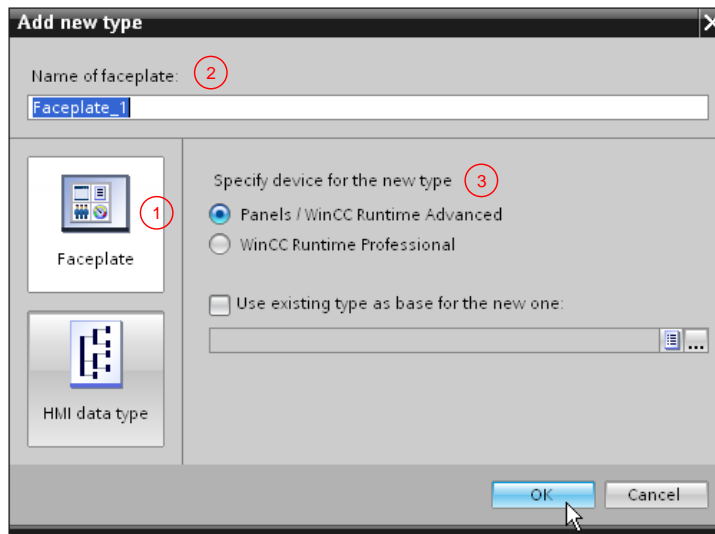 Add new type
Name of faceplate: 2
Faceplate_1
1
Faceplate
HMI data type
Specify device for the new type 3
Panels / WinCC Runtime Advanced
WinCC Runtime Professional
Use existing type as base for the new one:
...
OK
Cancel